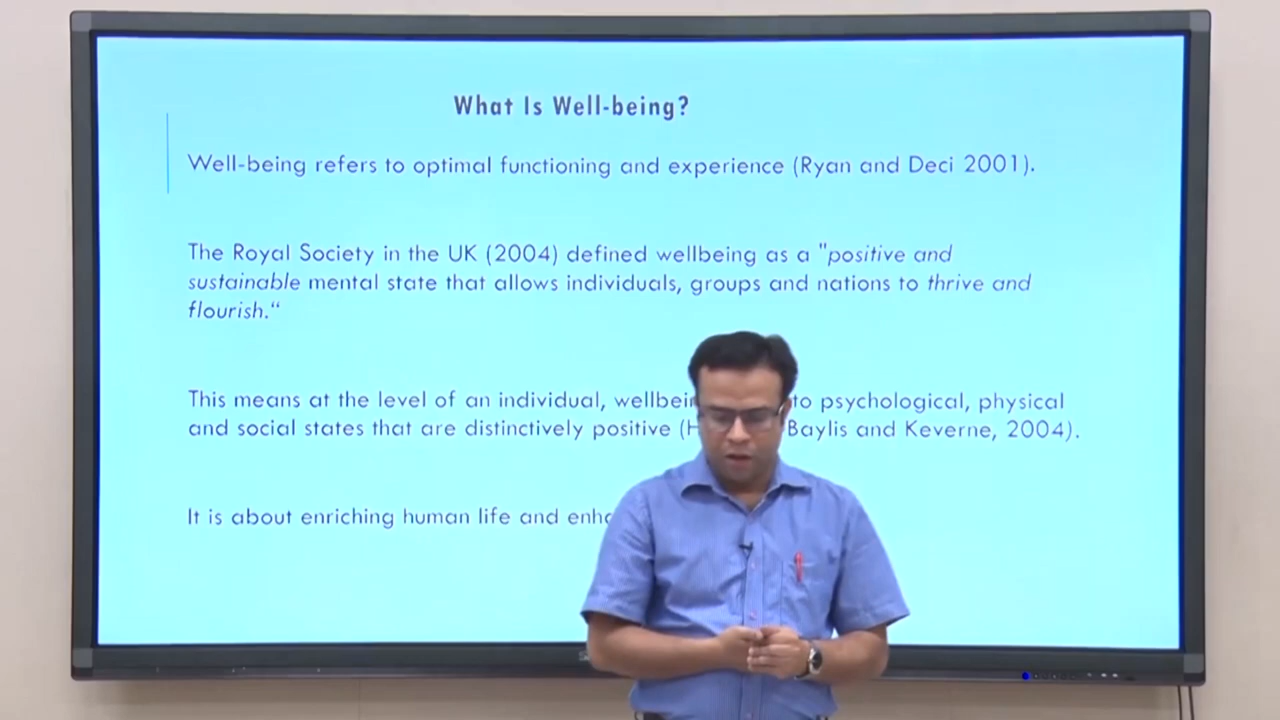 What Is Well-being?
Well-being refers to optimal functioning and experience (Ryan and Deci 2001).
The Royal Society in the UK (2004) defined wellbeing as a "positive and
sustainable mental state that allows individuals, groups and nations to thrive and
flourish.“
This means at the level of an individual, to psychological, physical
and social states that are distinctively positive ( Baylis and Keverne, 2004).
It is about enriching human life and